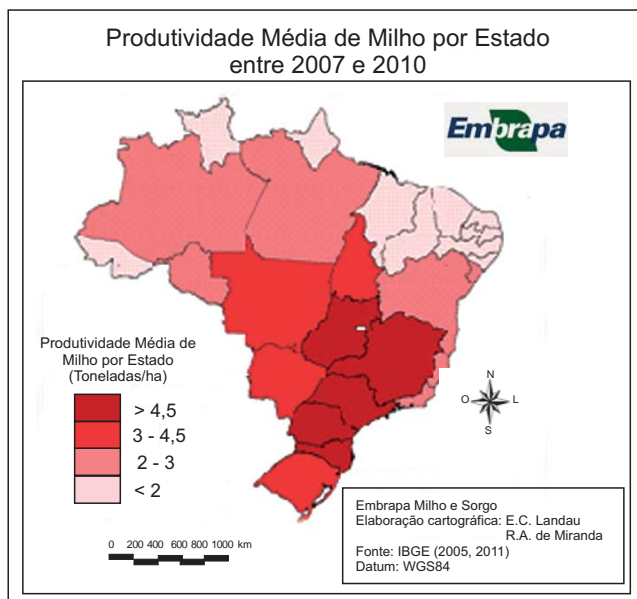 Produtividade Média de Milho por Estado
entre 2007 e 2010
Embrapa
Produtividade Média de
Milho por Estado
(Toneladas/ha)
> 4,5
3 - 4,5
2 - 3
< 2
N
O L
S
0 200 400 600 800 1000 km
Embrapa Milho e Sorgo
Elaboração cartográfica: E.C. Landau
R.A. de Miranda
Fonte: IBGE (2005, 2011)
Datum: WGS84